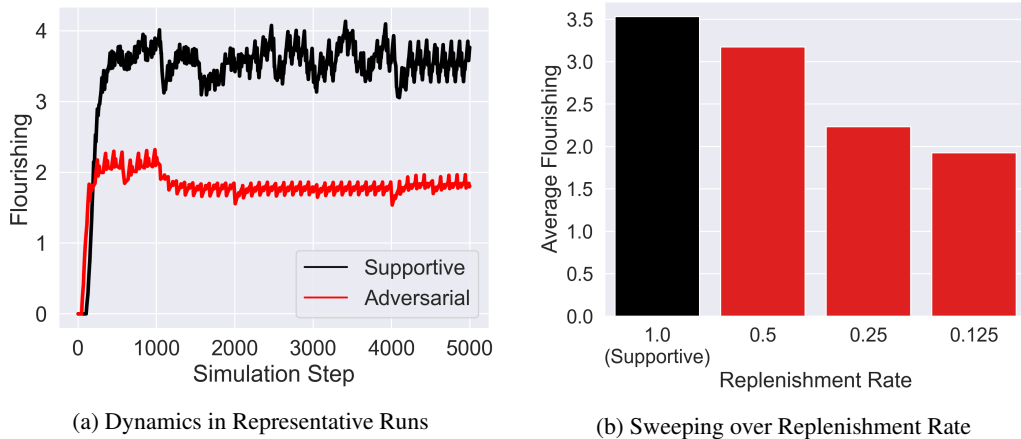 4
3
2
1
0
Flourishing
0
1000
2000
3000
4000
5000
Simulation Step
Supportive
Adversarial
(a) Dynamics in Representative Runs
3.5
3.0
2.5
2.0
1.5
1.0
0.5
0.0
Average Flourishing
1.0
(Supportive)
0.5
0.25
0.125
Replenishment Rate
(b) Sweeping over Replenishment Rate